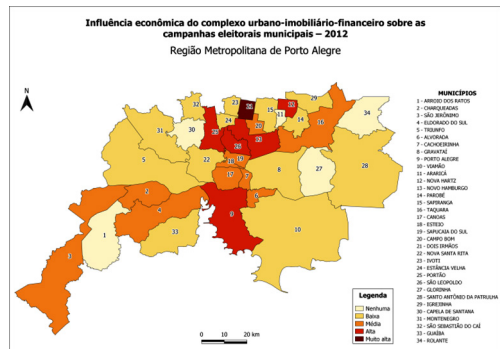 Influência econômica do complexo urbano-imobiliário-financeiro sobre as
campanhas eleitorais municipais – 2012
Região Metropolitana de Porto Alegre
N
32
23
21
15
11
12
29
34
31
30
24
25
20
14
16
13
5
22
26
18
19
17
7
8
27
28
2
6
4
9
3
1
33
10
MUNICÍPIOS
1 - ARROIO DOS RATOS
2 - CHARQUEADAS
3 - SÃO JERÔNIMO
4 - ELDORADO DO SUL
5 - TRIUNFO
6 - ALVORADA
7 - CACHOEIRINHA
8 - GRAVATAÍ
9 - PORTO ALEGRE
10 - VIAMÃO
11 - ARARICÁ
12 - NOVA HARTZ
13 - NOVO HAMBURGO
14 - PAROBÉ
15 - SAPIRANGA
16 - TAQUARA
17 - CANOAS
18 - ESTEIO
19 - SAPUCAIA DO SUL
20 - CAMPO BOM
21 - DOIS IRMÃOS
22 - NOVA SANTA RITA
23 - IVOTI
24 - ESTÂNCIA VELHA
25 - PORTÃO
26 - SÃO LEOPOLDO
27 - GLORINHA
28 - SANTO ANTÔNIO DA PATRULHA
29 - IGREJINHA
30 - CAPELA DE SANTANA
31 - MONTENEGRO
32 - SÃO SEBASTIÃO DO CAÍ
33 - GUAÍBA
34 - ROLANTE
Legenda
Nenhuma
Baixa
Média
Alta
Muito alta
0 10 20 km